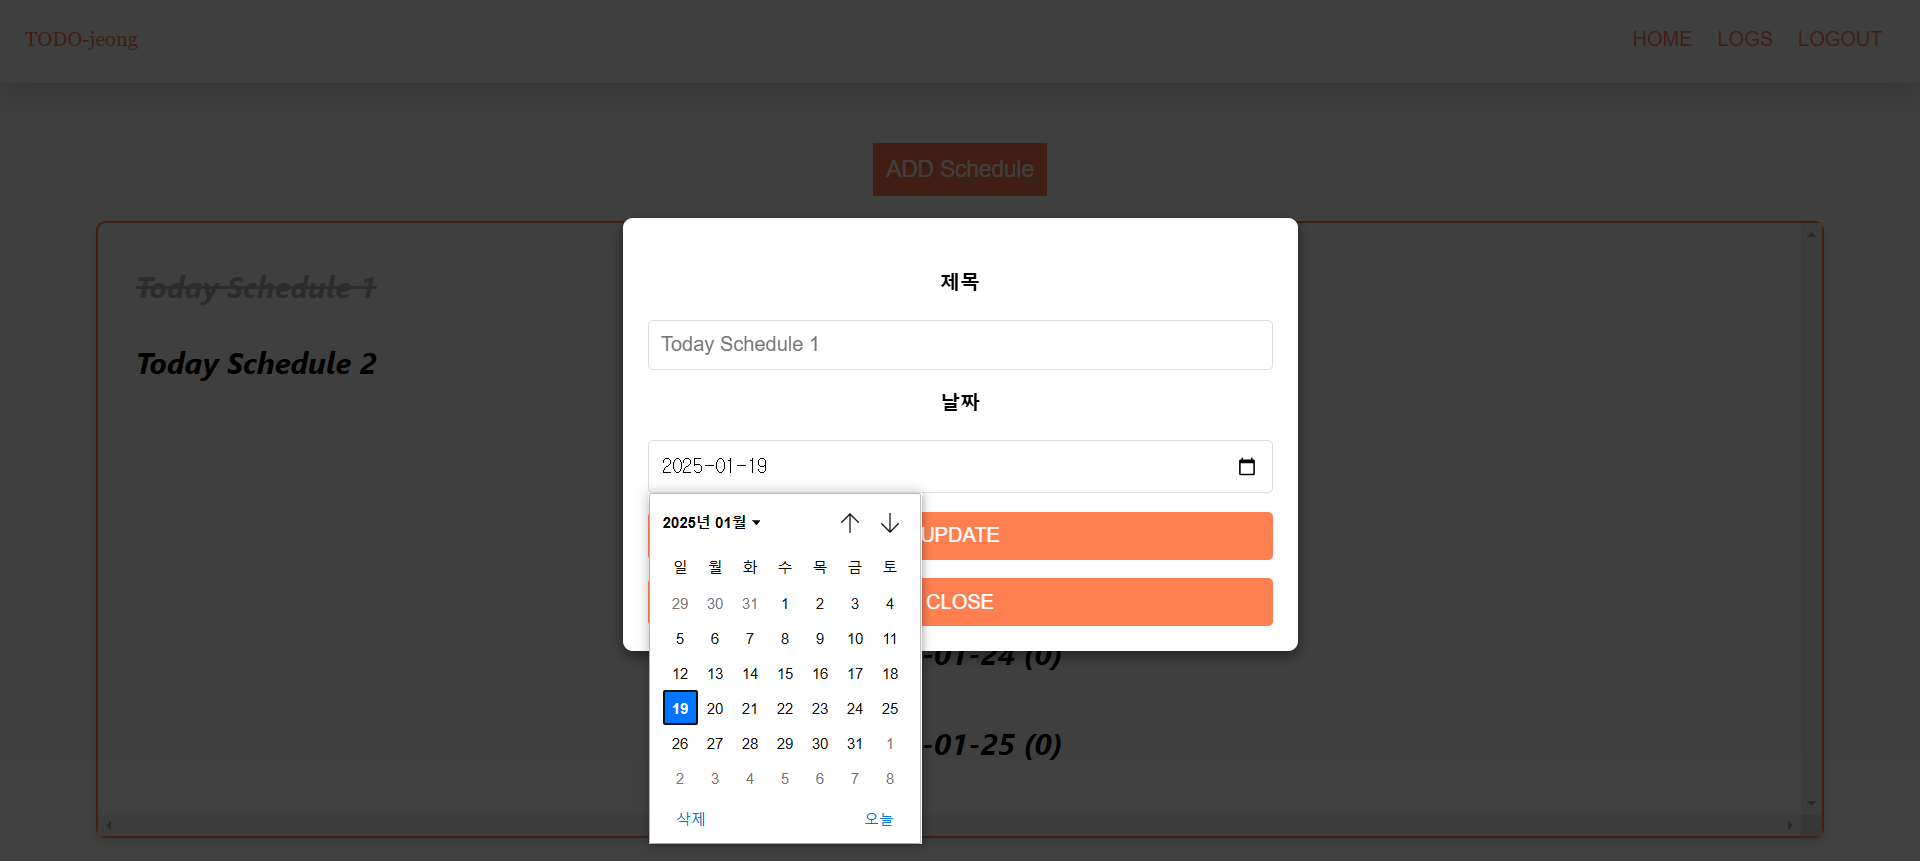 TODO-jeong
HOME LOGS LOGOUT
ADD Schedule
Today Schedule 1
Today Schedule 2
제목
Today Schedule 1
날짜
2025-01-19
UPDATE
CLOSE
2025년 01월
일 월 화 수 목 금 토
29 30 31 1 2 3 4
5 6 7 8 9 10 11
12 13 14 15 16 17 18
19 20 21 22 23 24 25
26 27 28 29 30 31 1
2 3 4 5 6 7 8
삭제 오늘
-01-24 (0)
-01-25 (0)